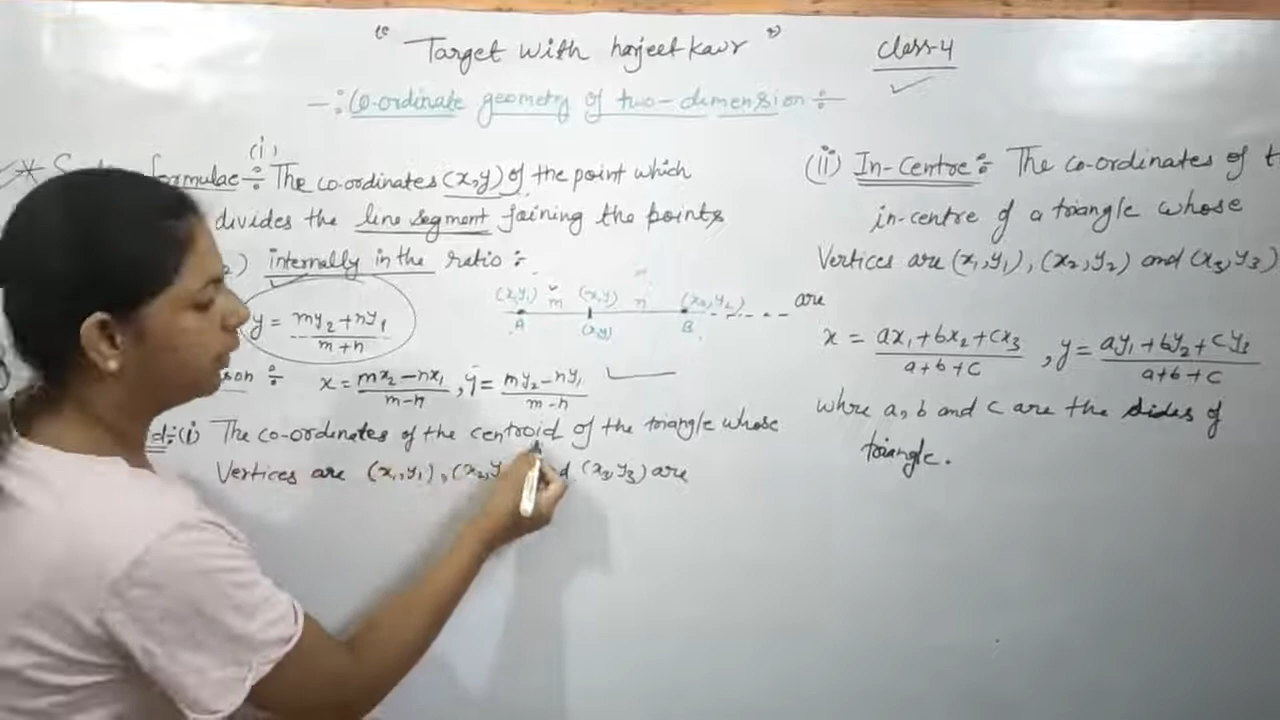 " Target with harjeet kaur "
Class-4
-: Co-ordinate geometry of two-dimension :-
(i)
* formulae :- The co-ordinates (x,y) of the point which
divides the line segment joining the points
) internally in the ratio :-
y = my₂+ny₁ / m+n
(x₁,y₁) m (x,y) n (x₂,y₂)
A (x,y) B
x = mx₂-nx₁ / m-n , y = my₂-ny₁ / m-n
(i) The co-ordinates of the centroid of the triangle whose
Vertices are (x₁,y₁), (x₂,y (x₃,y₃) are
(ii) In-Centre :- The co-ordinates of t
in-centre of a triangle whose
Vertices are (x₁,y₁), (x₂,y₂) and (x₃,y₃)
are
x = ax₁+bx₂+cx₃ / a+b+c , y = ay₁+by₂+cy₃ / a+b+c
whre a, b and c are the sides of
triangle.